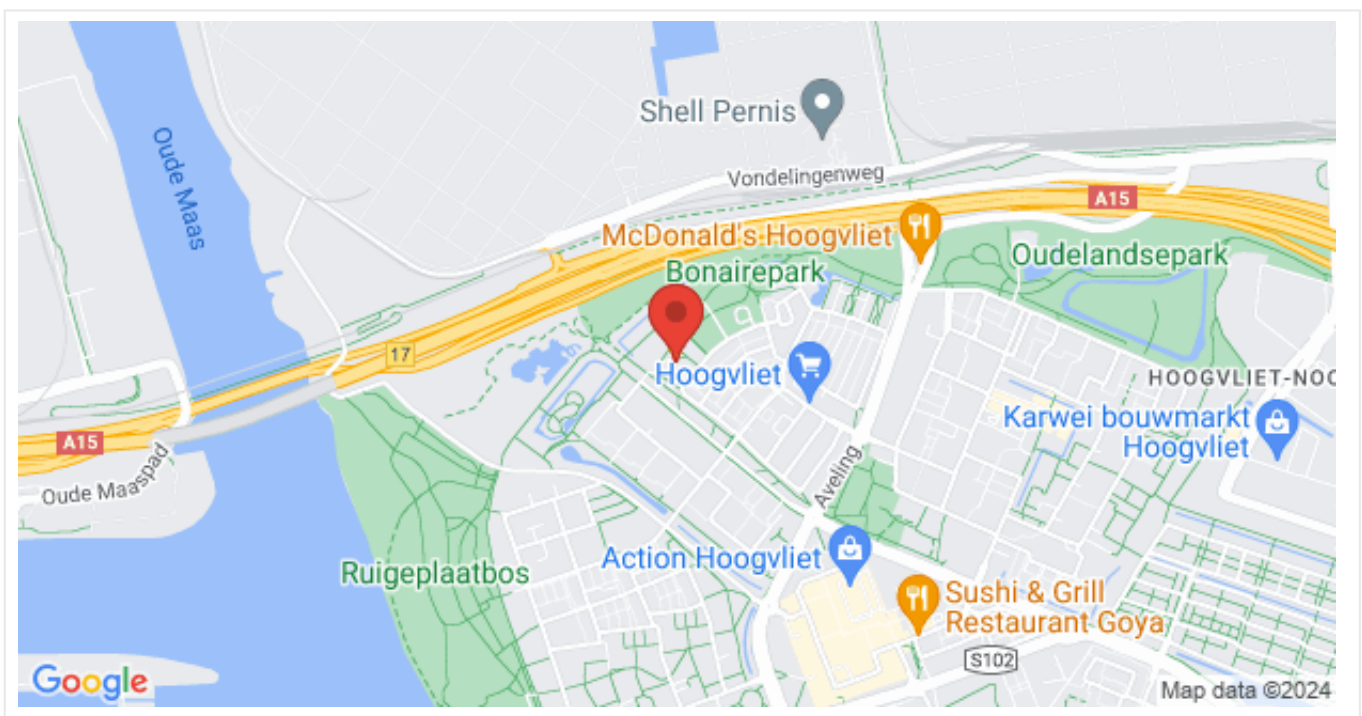 Oude Maas
Shell Pernis
Vondelingenweg
A15
McDonald's Hoogvliet
Bonairepark
Oudelandsepark
17
Hoogvliet
HOOGVLIET-NOO
Karwei bouwmarkt
Hoogvliet
A15
Oude Maaspad
Aveling
Action Hoogvliet
Ruigeplaatbos
Sushi & Grill
Restaurant Goya
S102
Google
Map data ©2024